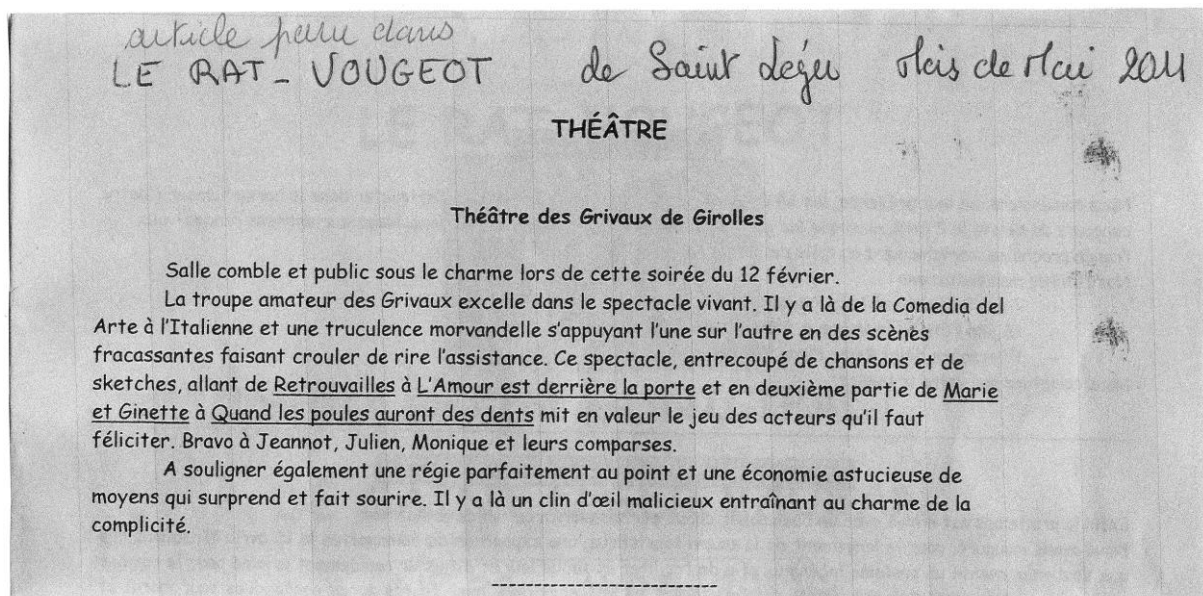 article paru dans
LE RAT-VOUGEOT de Saint Léger Mois de Mai 2011
THÉÂTRE
Théâtre des Grivaux de Girolles
Salle comble et public sous le charme lors de cette soirée du 12 février.
La troupe amateur des Grivaux excelle dans le spectacle vivant. Il y a là de la Comedia del
Arte à l'Italienne et une truculence morvandelle s'appuyant l'une sur l'autre en des scènes
fracassantes faisant crouler de rire l'assistance. Ce spectacle, entrecoupé de chansons et de
sketches, allant de Retrouvailles à L'Amour est derrière la porte et en deuxième partie de Marie
et Ginette à Quand les poules auront des dents mit en valeur le jeu des acteurs qu'il faut
féliciter. Bravo à Jeannot, Julien, Monique et leurs comparses.
A souligner également une régie parfaitement au point et une économie astucieuse de
moyens qui surprend et fait sourire. Il y a là un clin d'œil malicieux entraînant au charme de la
complicité.